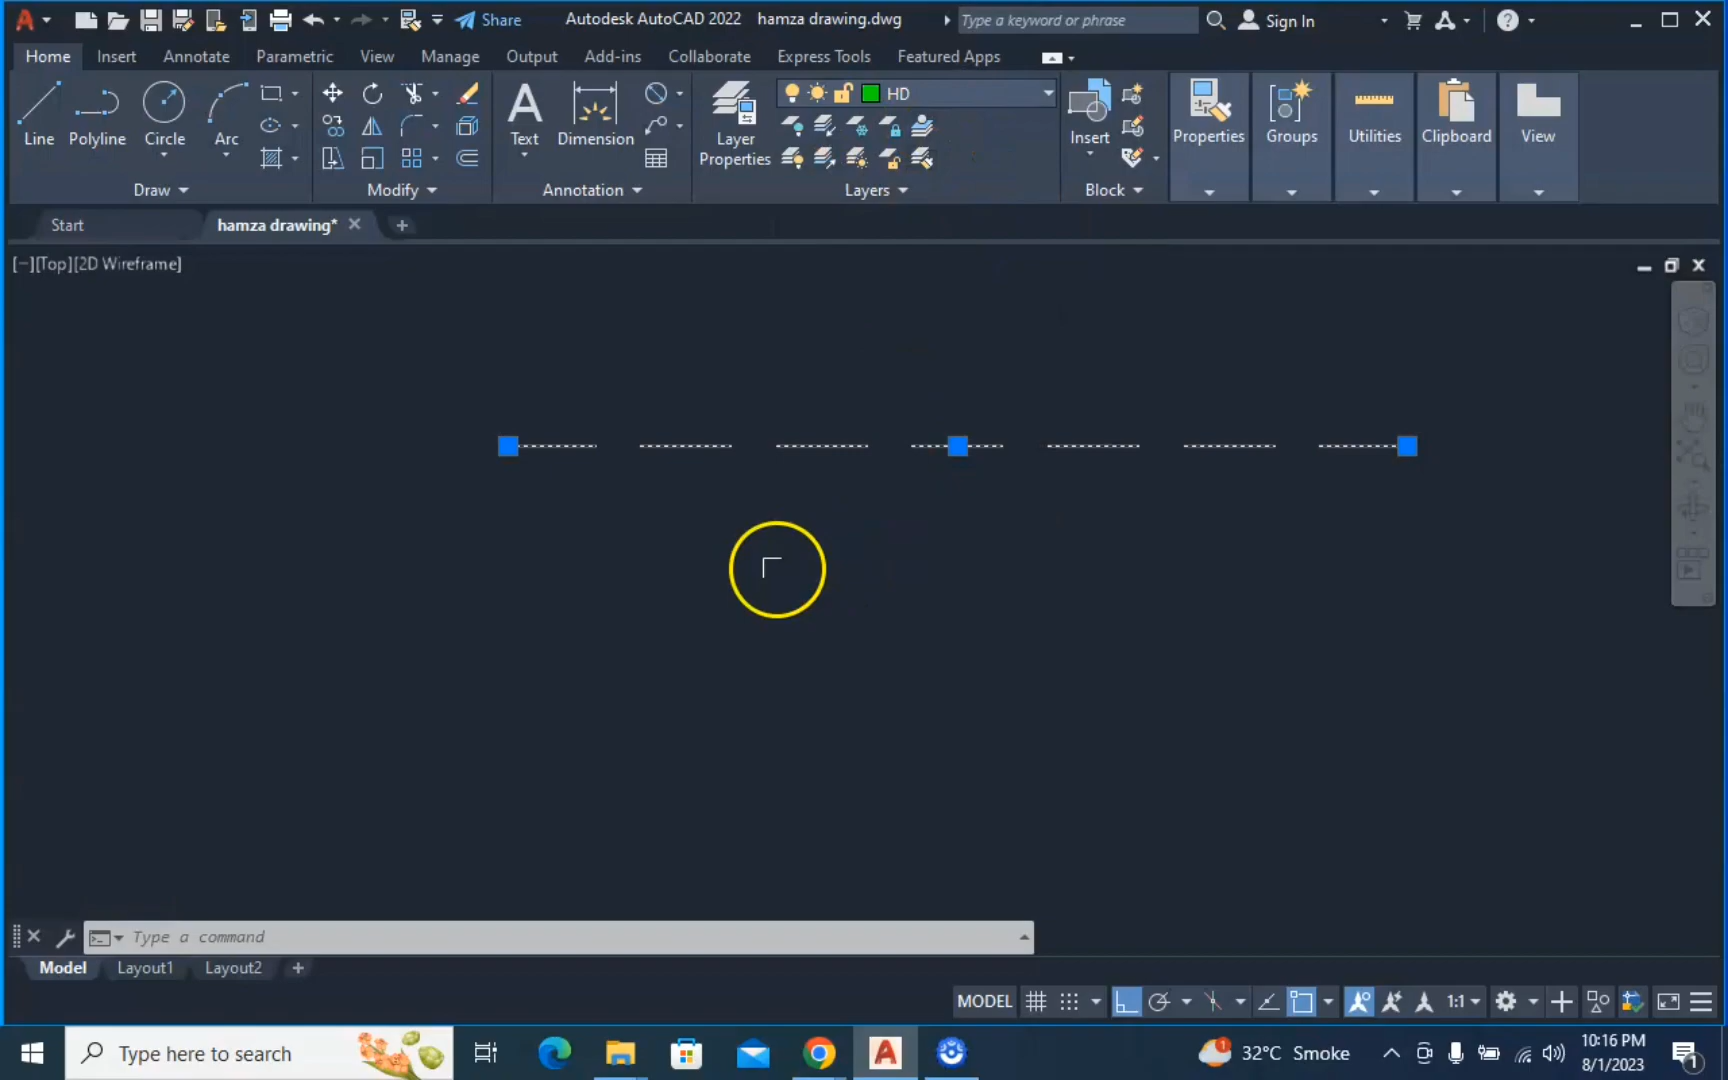 Share
Autodesk AutoCAD 2022 hamza drawing.dwg
Type a keyword or phrase
Sign In
Home Insert Annotate Parametric View Manage Output Add-ins Collaborate Express Tools Featured Apps
Line Polyline Circle Arc
Text Dimension
Layer Properties
HD
Insert
Properties Groups Utilities Clipboard View
Draw Modify Annotation Layers Block
Start hamza drawing*
[−][Top][2D Wireframe]
Type a command
Model Layout1 Layout2
MODEL 1:1
Type here to search
32°C Smoke
10:16 PM
8/1/2023